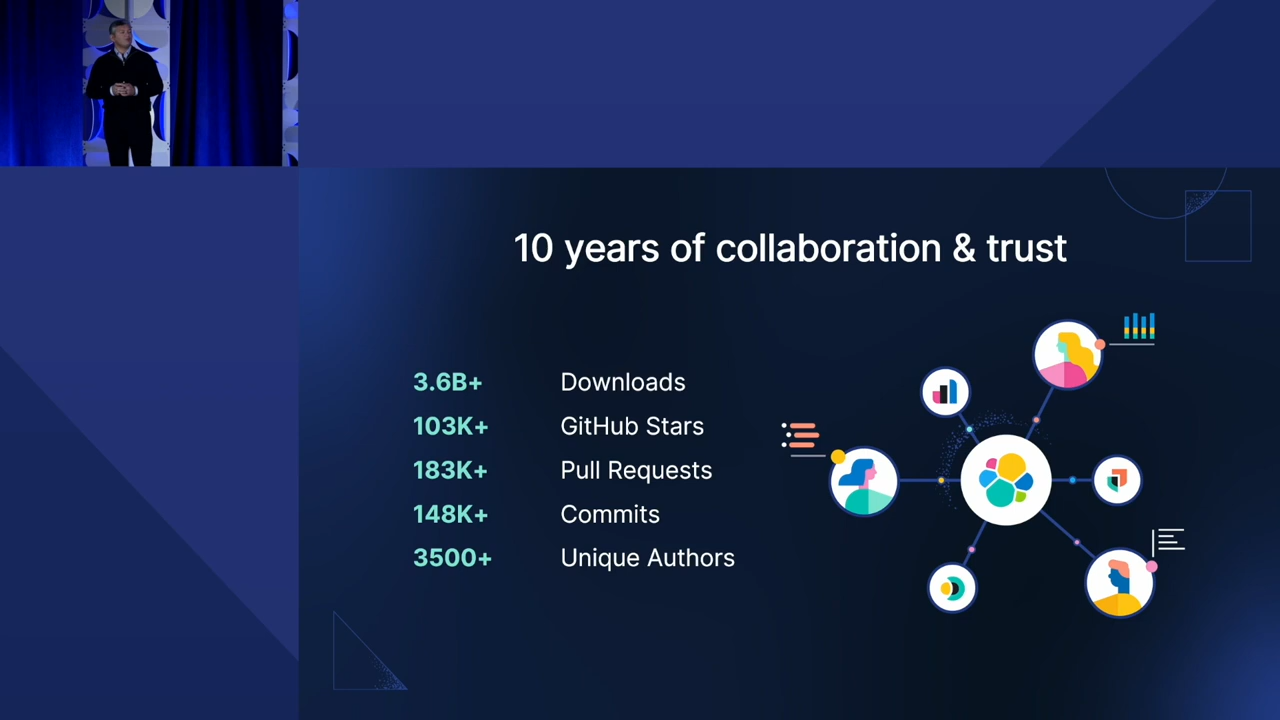 10 years of collaboration & trust
3.6B+ Downloads
103K+ GitHub Stars
183K+ Pull Requests
148K+ Commits
3500+ Unique Authors